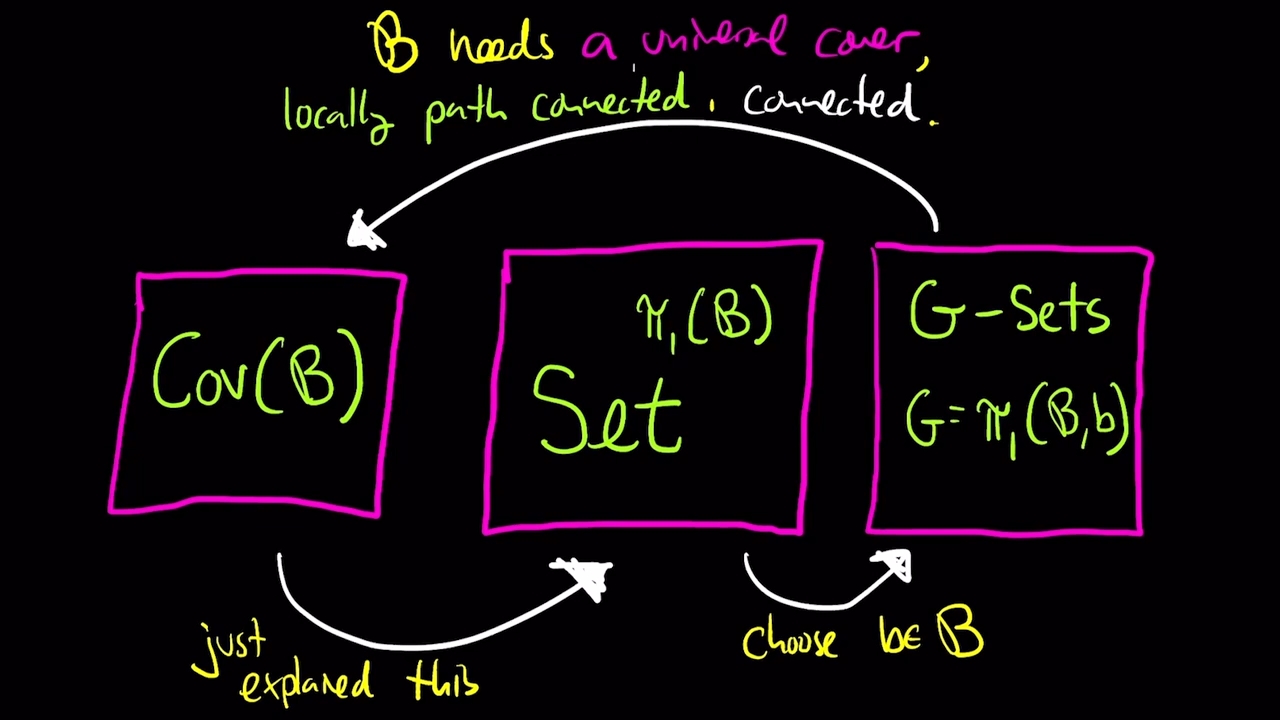 B needs a universal cover,
locally path connected. connected.
Cov(B)
π₁(B)
Set
G-Sets
G=π₁(B,b)
just
explained this
choose b∈B